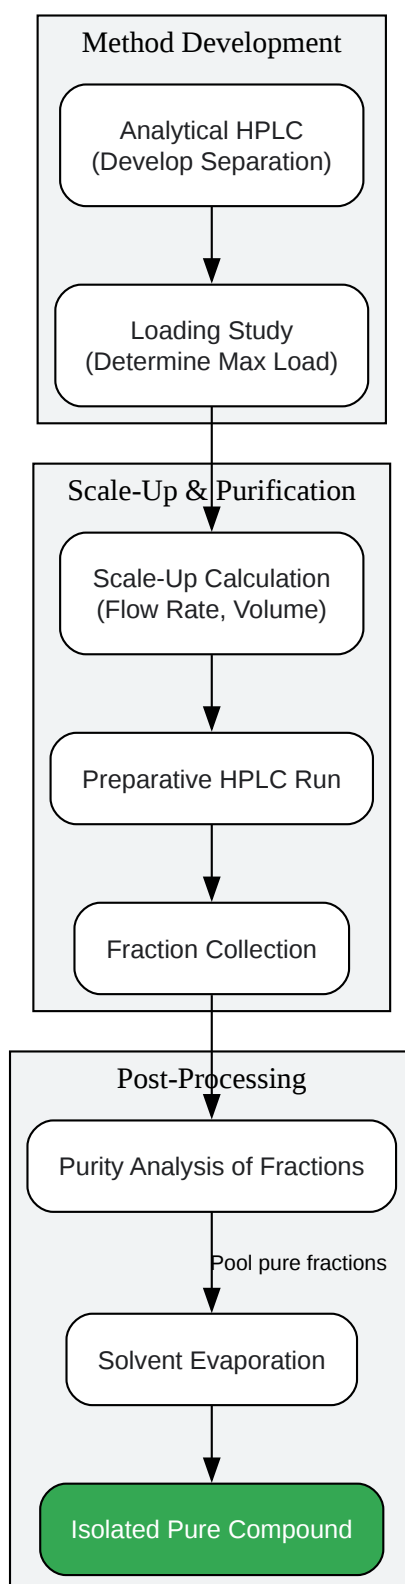 Method Development
Analytical HPLC
(Develop Separation)
Loading Study
(Determine Max Load)
Scale-Up & Purification
Scale-Up Calculation
(Flow Rate, Volume)
Preparative HPLC Run
Fraction Collection
Post-Processing
Purity Analysis of Fractions
Pool pure fractions
Solvent Evaporation
Isolated Pure Compound